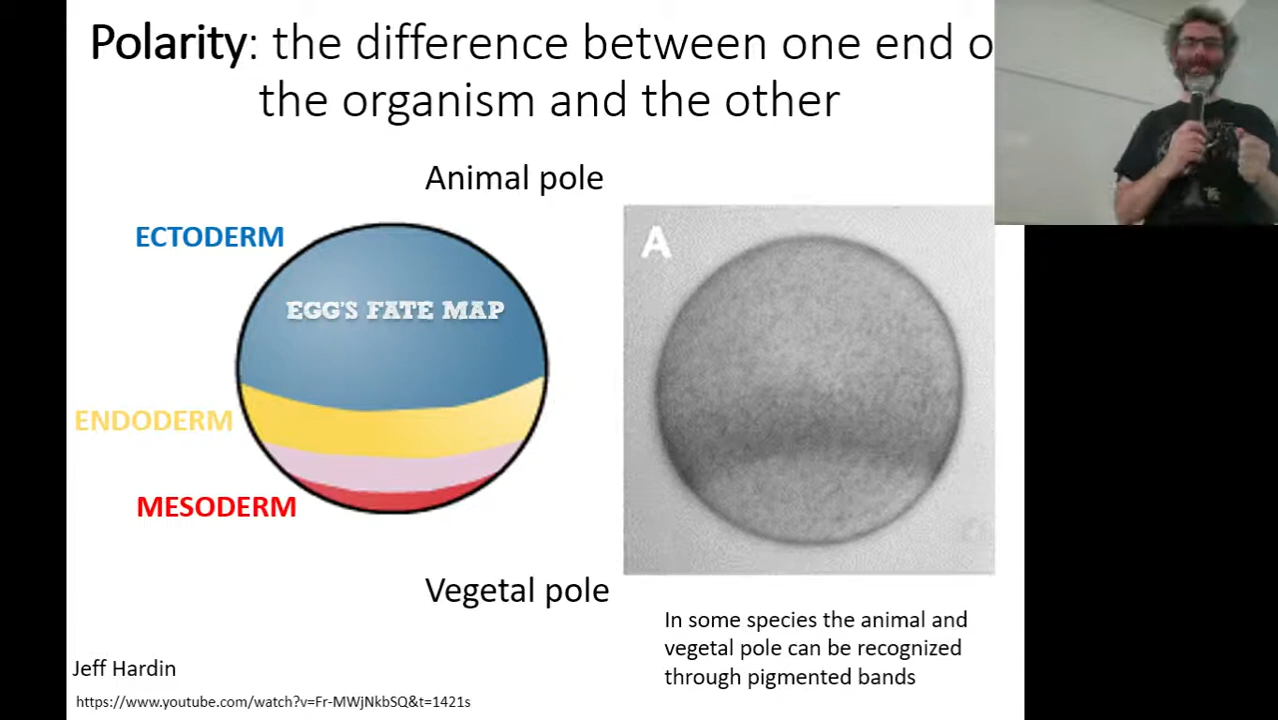 Polarity: the difference between one end o
the organism and the other
Animal pole
ECTODERM
A
EGG'S FATE MAP
ENDODERM
MESODERM
Vegetal pole
In some species the animal and
vegetal pole can be recognized
through pigmented bands
Jeff Hardin
https://www.youtube.com/watch?v=Fr-MWjNkbSQ&t=1421s